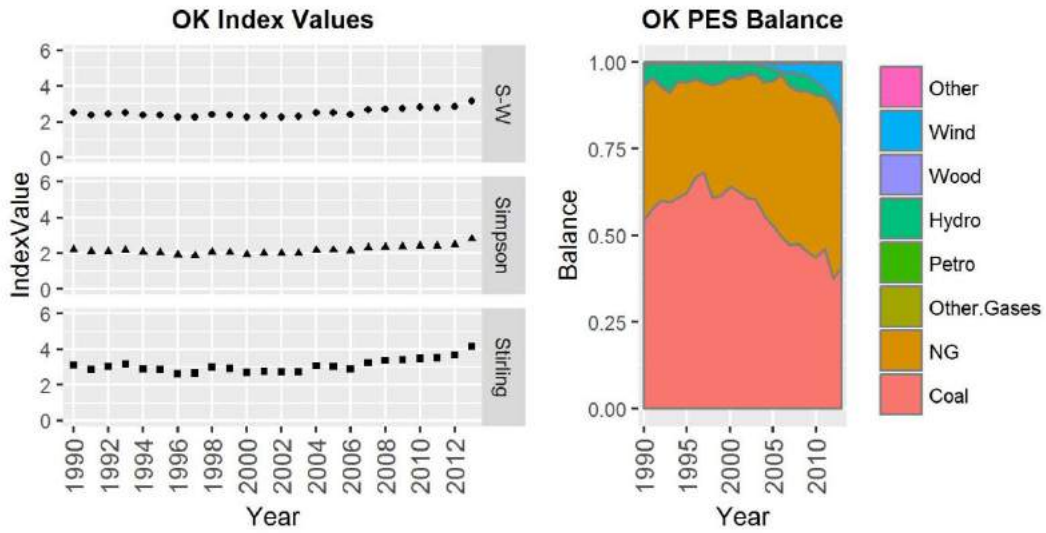 OK Index Values
IndexValue
6
4
2
0
S-W
6
4
2
0
Simpson
6
4
2
0
Stirling
1990
1992
1994
1996
1998
2000
2002
2004
2006
2008
2010
2012
Year
OK PES Balance
Balance
1.00
0.75
0.50
0.25
0.00
1990
1995
2000
2005
2010
Year
Other
Wind
Wood
Hydro
Petro
Other.Gases
NG
Coal